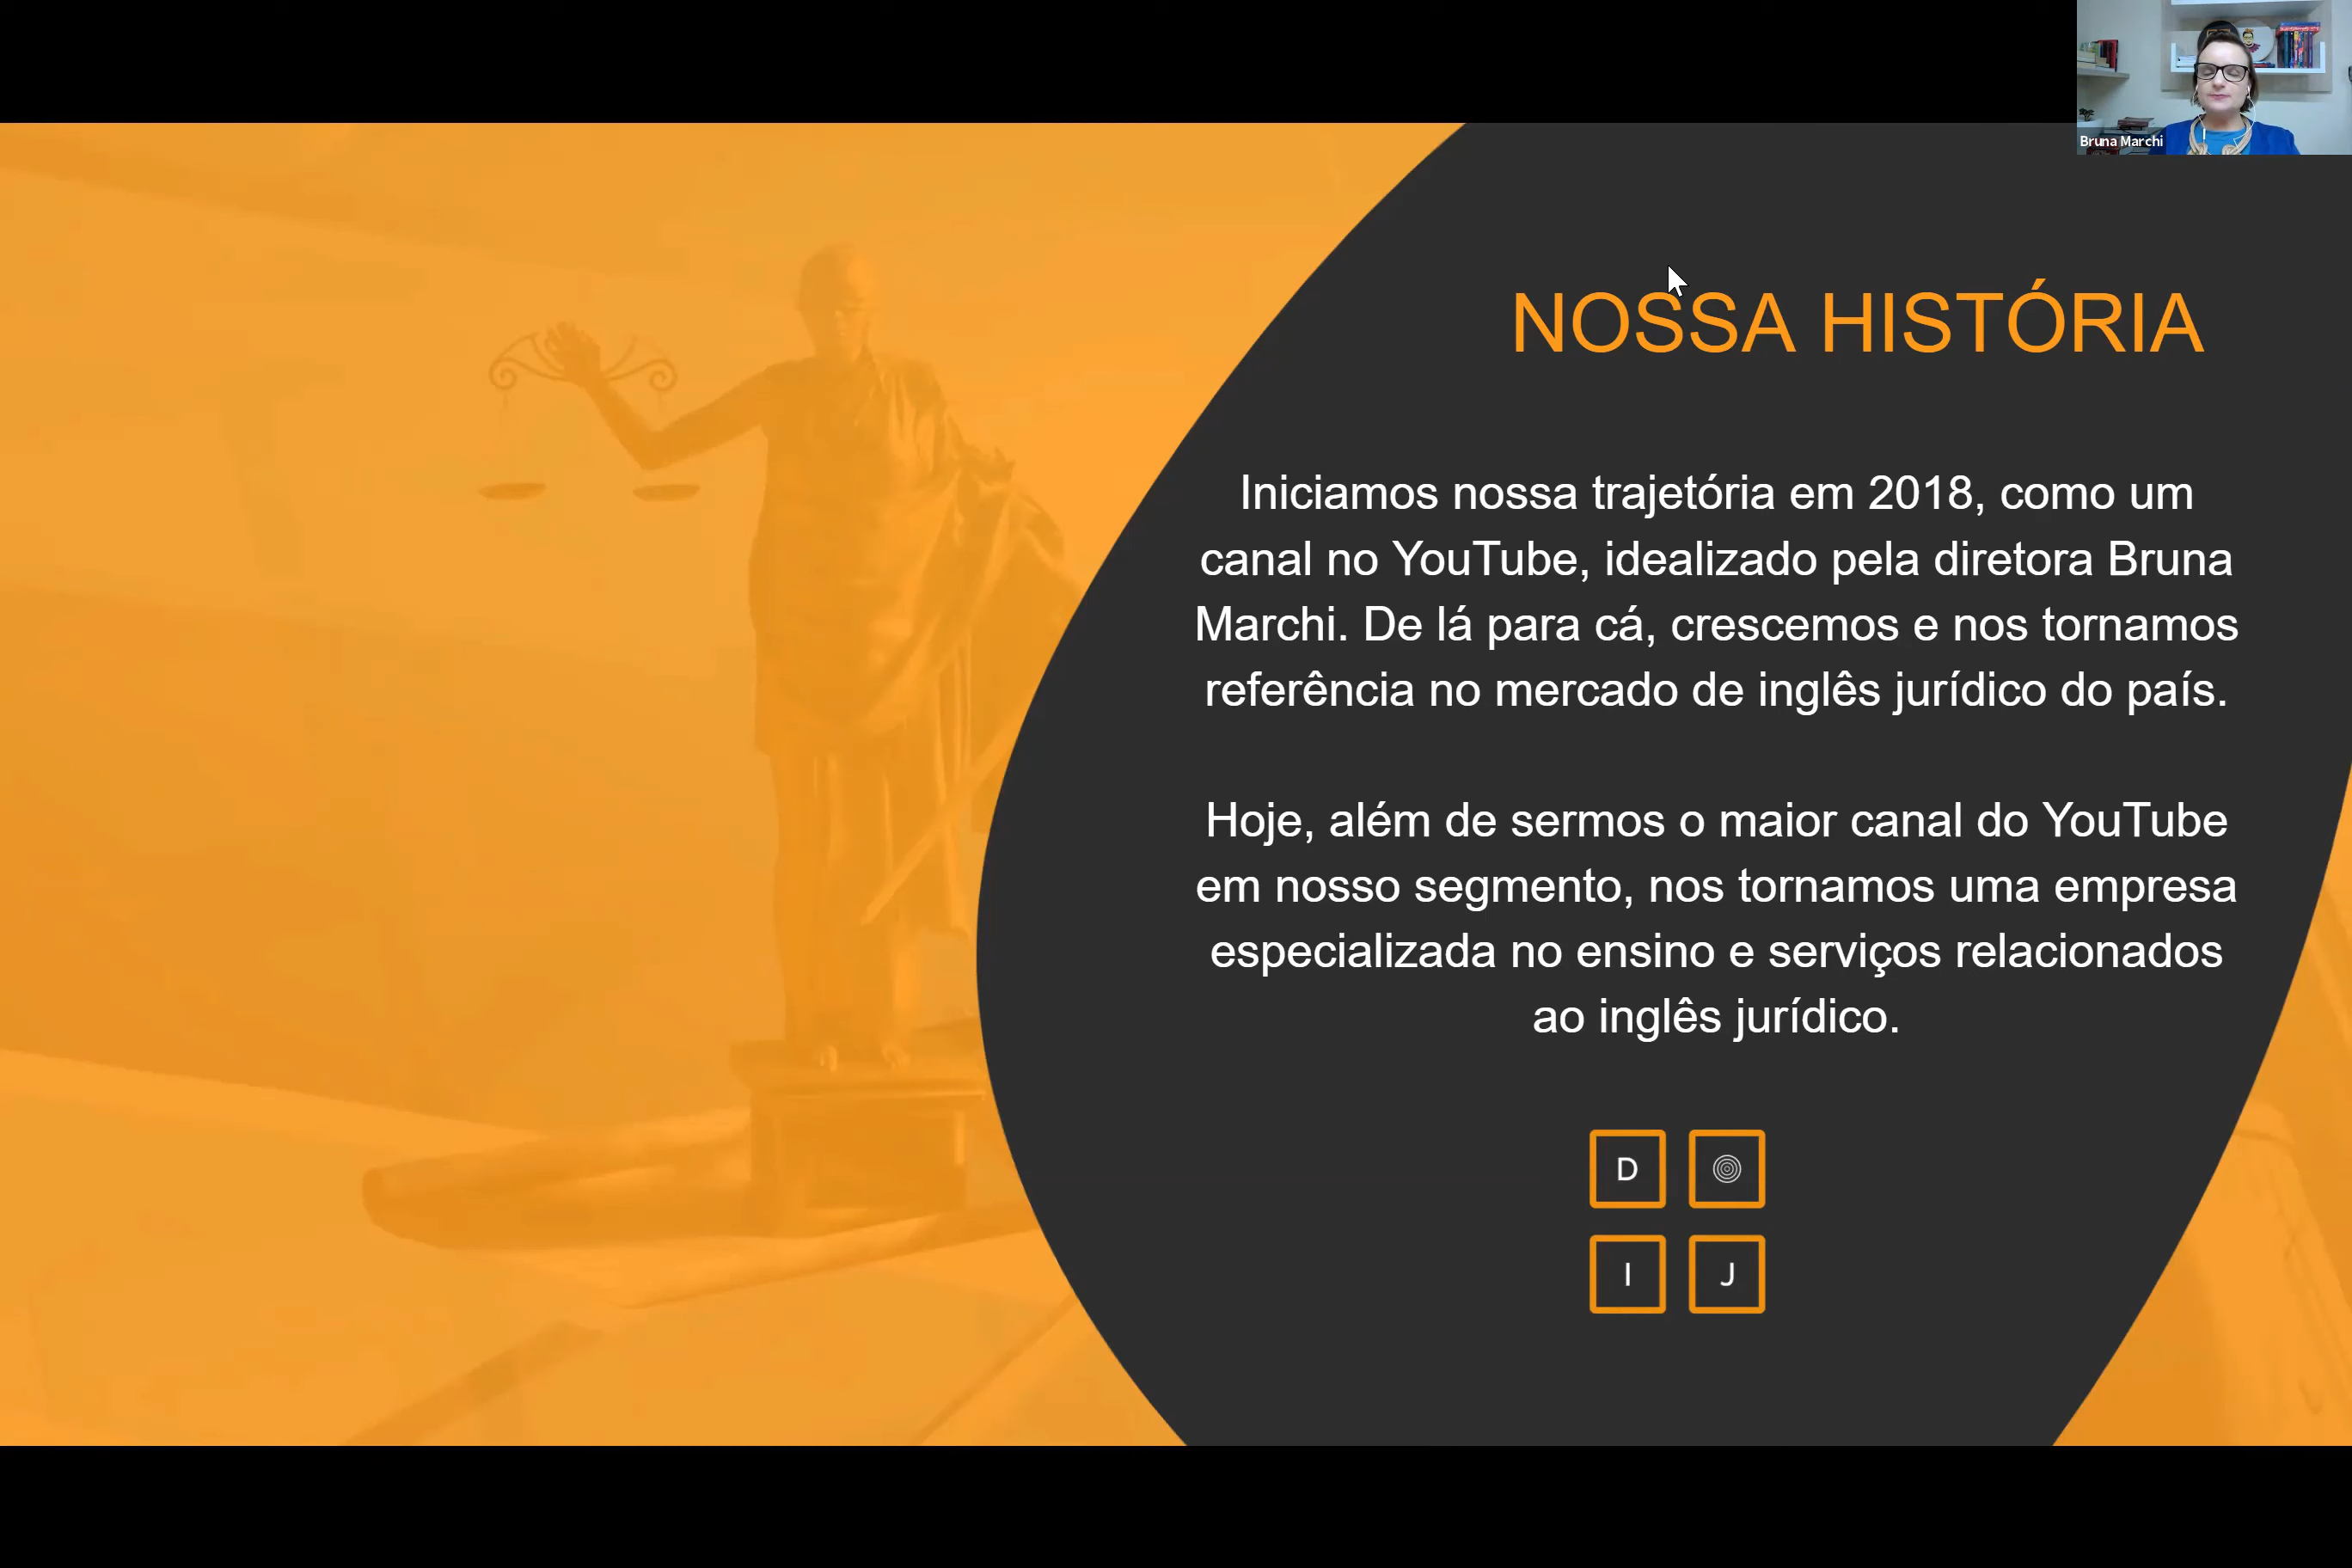 Bruna Marchi
NOSSA HISTÓRIA
Iniciamos nossa trajetória em 2018, como um
canal no YouTube, idealizado pela diretora Bruna
Marchi. De lá para cá, crescemos e nos tornamos
referência no mercado de inglês jurídico do país.
Hoje, além de sermos o maior canal do YouTube
em nosso segmento, nos tornamos uma empresa
especializada no ensino e serviços relacionados
ao inglês jurídico.
D
I J